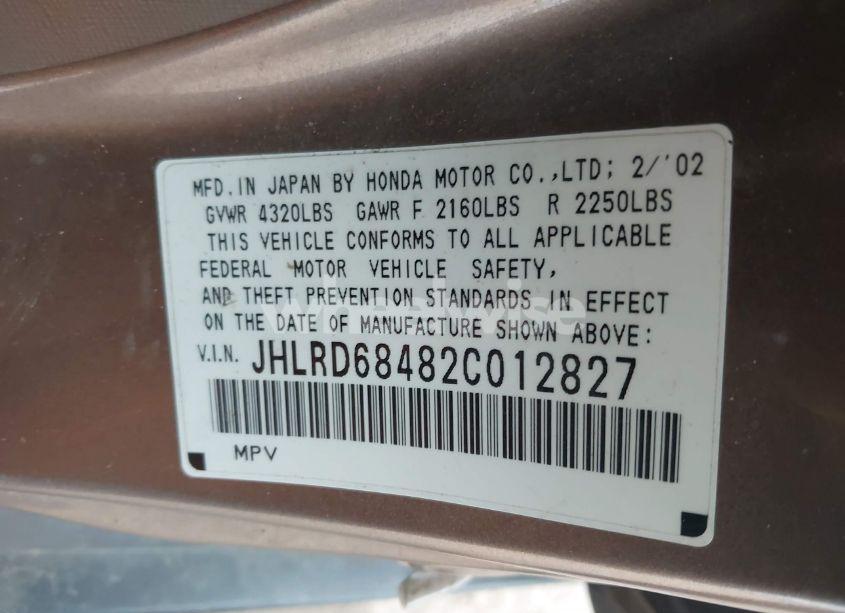 MFD. IN JAPAN BY HONDA MOTOR CO.,LTD; 2/'02
GVWR 4320LBS GAWR F 2160LBS R 2250LBS
THIS VEHICLE CONFORMS TO ALL APPLICABLE
FEDERAL MOTOR VEHICLE SAFETY,
AND THEFT PREVENTION STANDARDS IN EFFECT
ON THE DATE OF MANUFACTURE SHOWN ABOVE:
V.I.N. JHLRD68482C012827
MPV
wheelwise